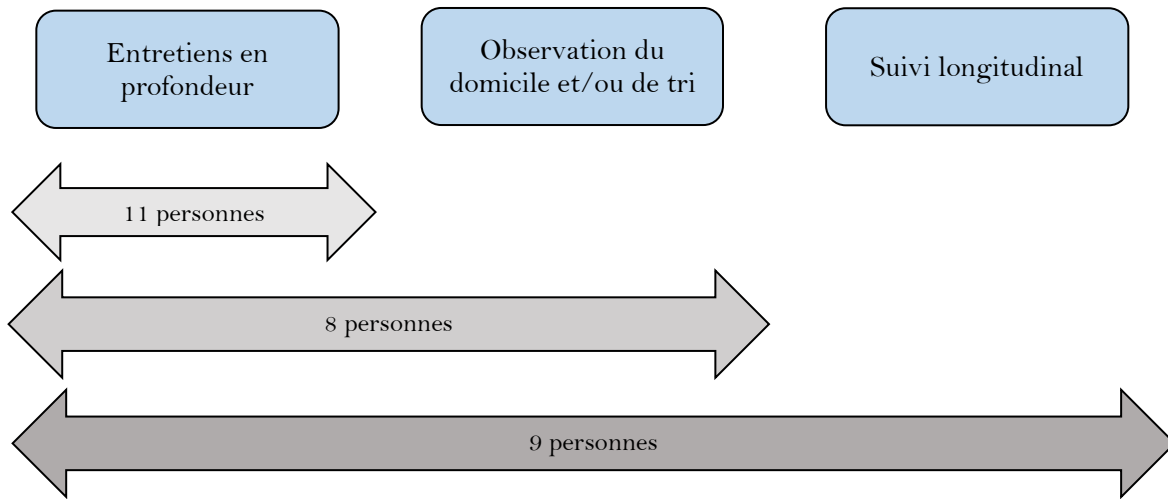 Entretiens en
profondeur
Observation du
domicile et/ou de tri
Suivi longitudinal
11 personnes
8 personnes
9 personnes